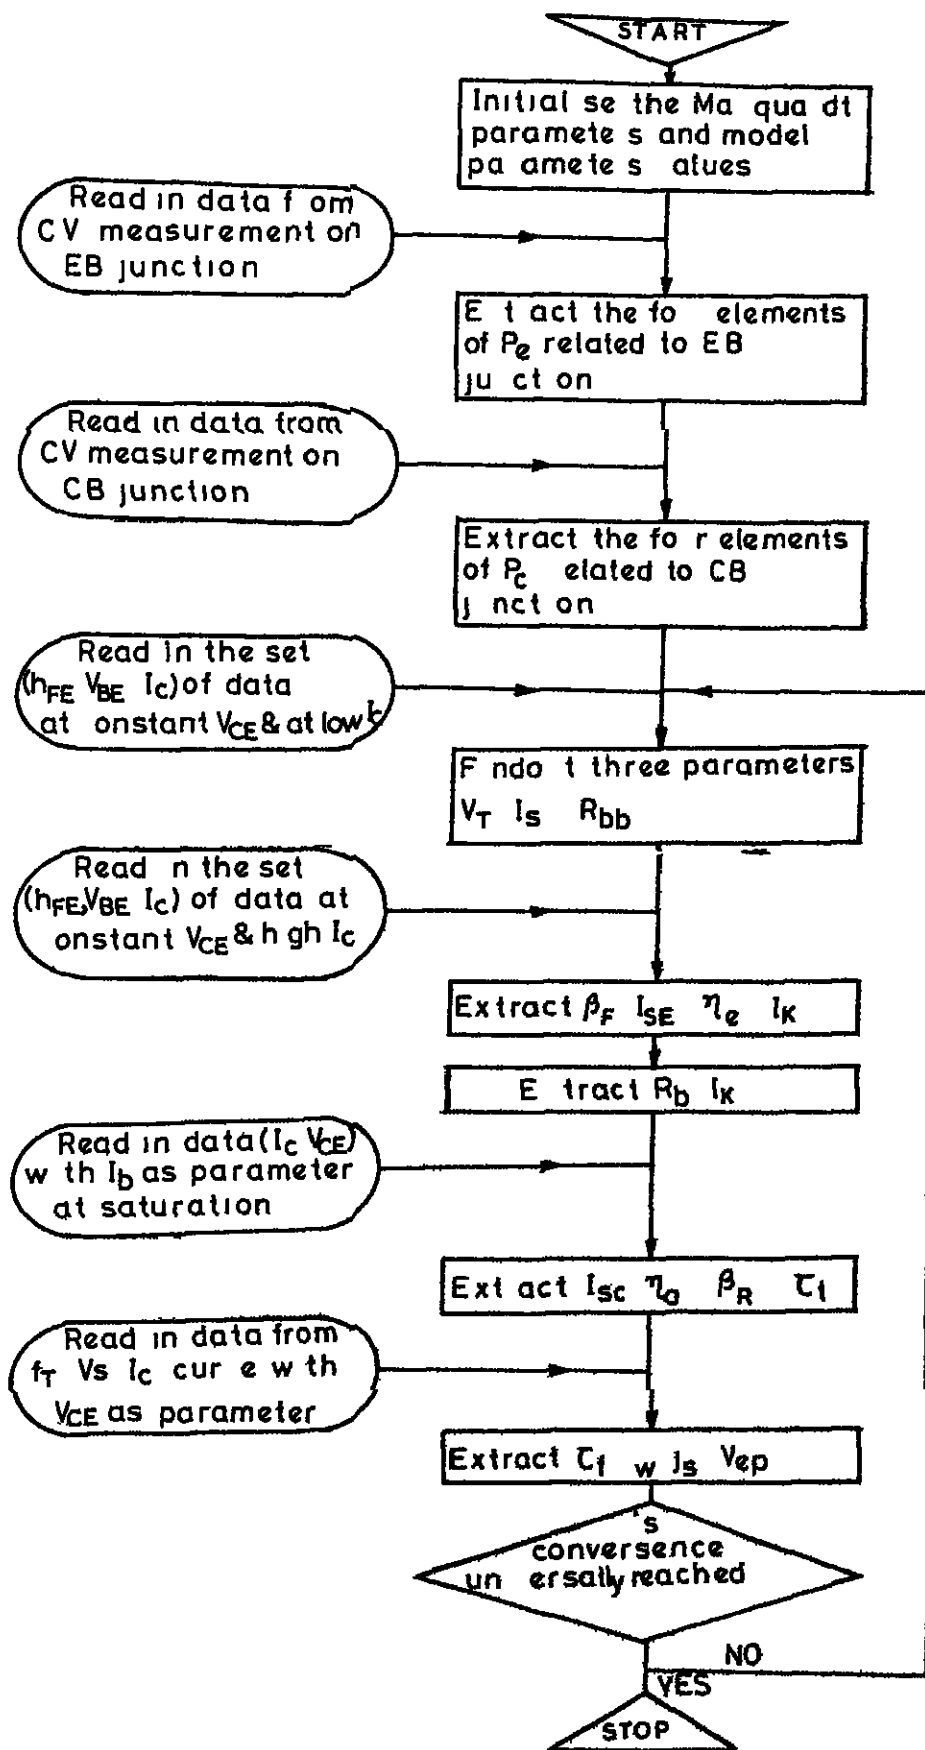 START
Initial se the Ma qua dt
paramete s and model
pa amete s alues
Read in data f om
CV measurement on
EB junction
E t act the fo elements
of Pe related to EB
ju ct on
Read in data from
CV measurement on
CB junction
Extract the fo r elements
of Pc elated to CB
j nct on
Read in the set
(hFE VBE IC) of data
at onstant VCE & at low Ic
F ndo t three parameters
VT Is Rbb
Read n the set
(hFE, VBE IC) of data at
onstant VCE & h gh IC
Extract βF ISE ηe IK
E tract Rb IK
Read in data (Ic VCE)
w th Ib as parameter
at saturation
Ext act Isc ηc βR τf
Read in data from
fT Vs IC cur e w th
VCE as parameter
Extract τf w Js Vep
's
conversence
un ersally reached
NO
YES
STOP